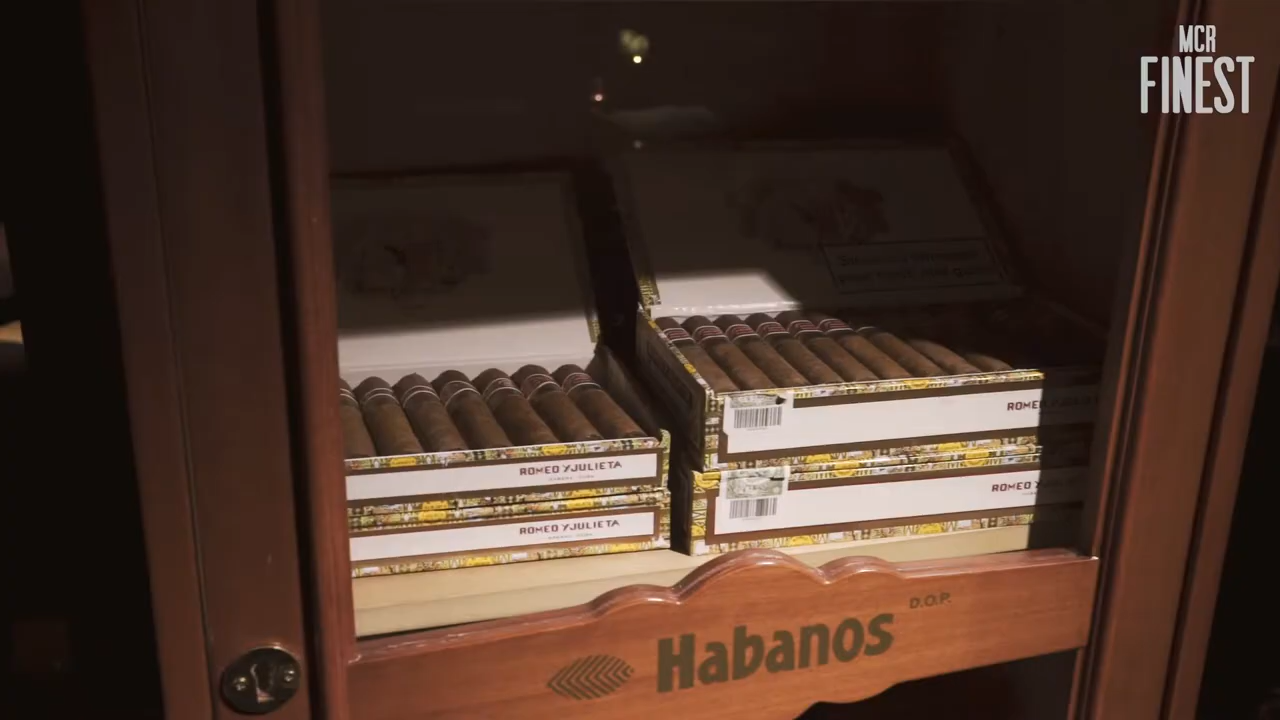 MCR
FINEST
ROMEO Y JULIETA
ROMEO Y JULIETA
ROMEO
ROMEO Y
Habanos
D.O.P.